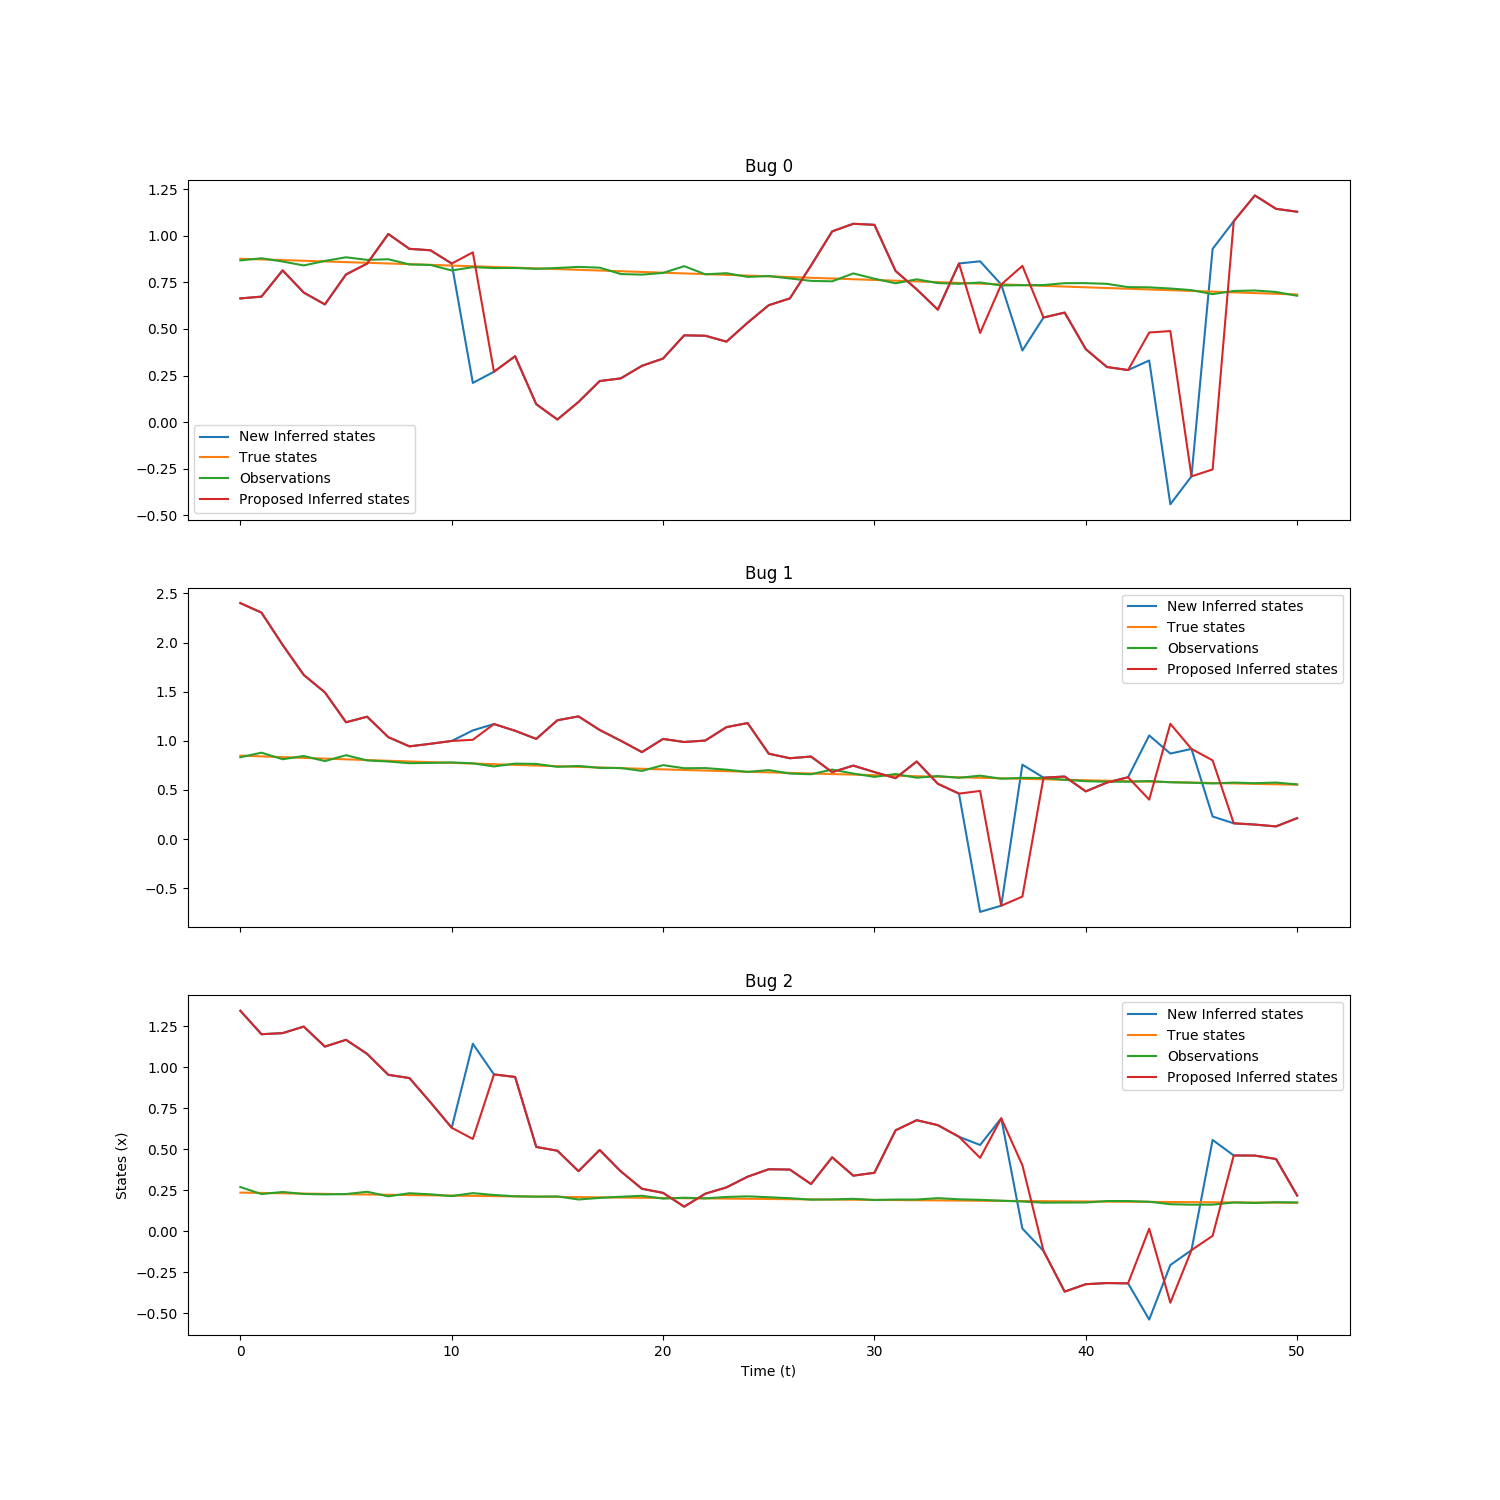 Bug 0
1.25
1.00
0.75
0.50
0.25
0.00
−0.25
−0.50
New Inferred states
True states
Observations
Proposed Inferred states
Bug 1
2.5
2.0
1.5
1.0
0.5
0.0
−0.5
New Inferred states
True states
Observations
Proposed Inferred states
Bug 2
1.25
1.00
0.75
0.50
0.25
0.00
−0.25
−0.50
States (x)
New Inferred states
True states
Observations
Proposed Inferred states
0 10 20 30 40 50
Time (t)